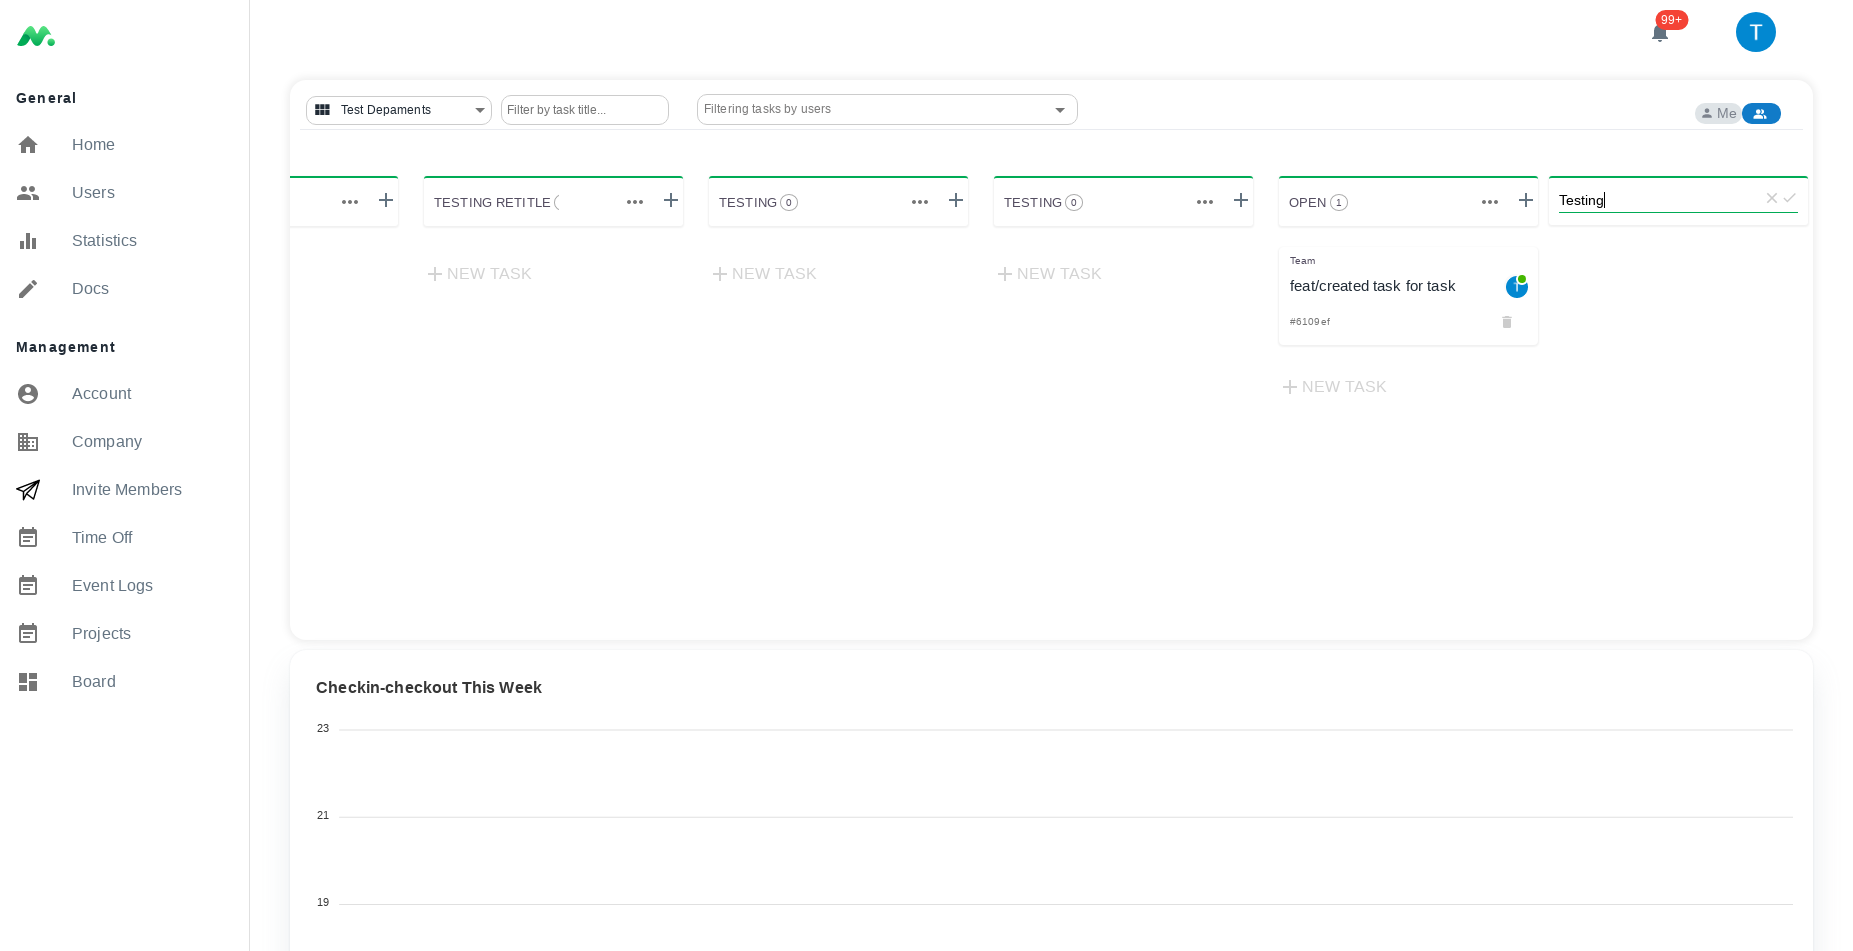 99+
T
General
Home
Users
Statistics
Docs
Management
Account
Company
Invite Members
Time Off
Event Logs
Projects
Board
Test Depaments
Filter by task title...
Filtering tasks by users
Me
TESTING RETITLE
TESTING 0
TESTING 0
OPEN 1
Testing
NEW TASK
NEW TASK
NEW TASK
Team
feat/created task for task
T
#6109ef
NEW TASK
Checkin-checkout This Week
23
21
19